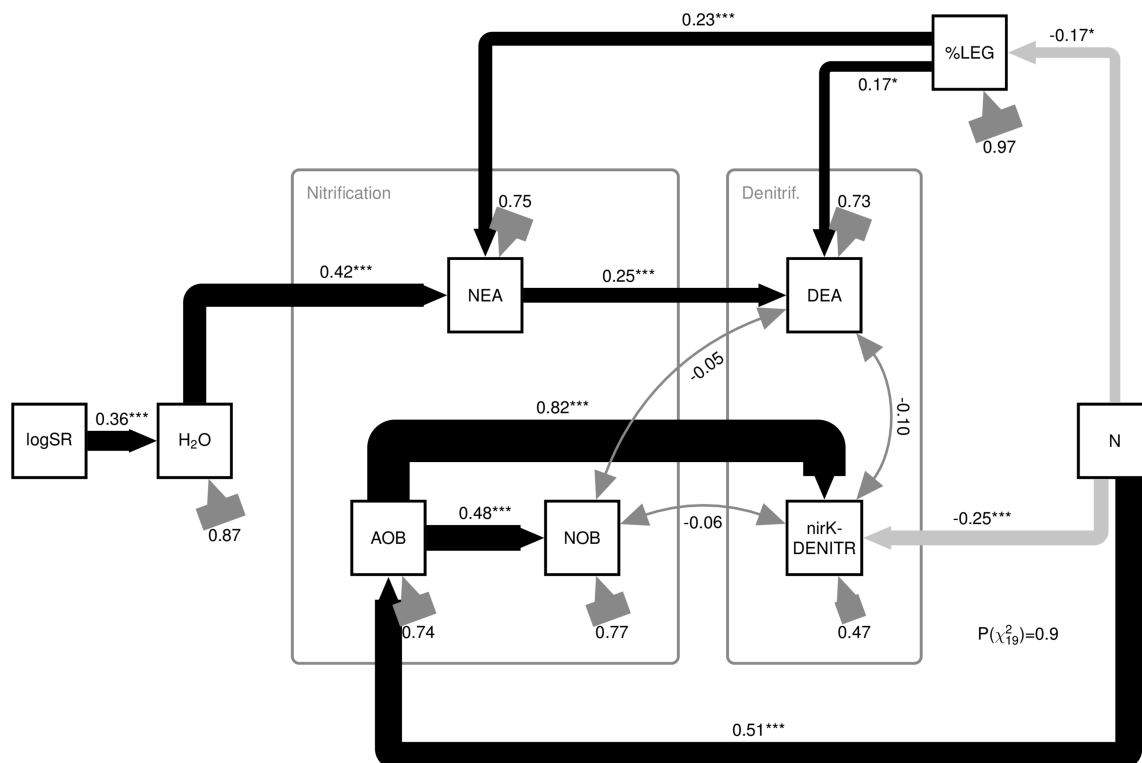 0.23***
-0.17*
%LEG
0.17*
0.97
Nitrification
Denitrif.
0.75
0.73
0.42***
NEA
0.25***
DEA
-0.05
0.82***
-0.10
logSR
0.36***
H₂O
N
0.87
AOB
0.48***
NOB
-0.06
nirK-
DENITR
-0.25***
0.74
0.77
0.47
P(χ²₁₉)=0.9
0.51***